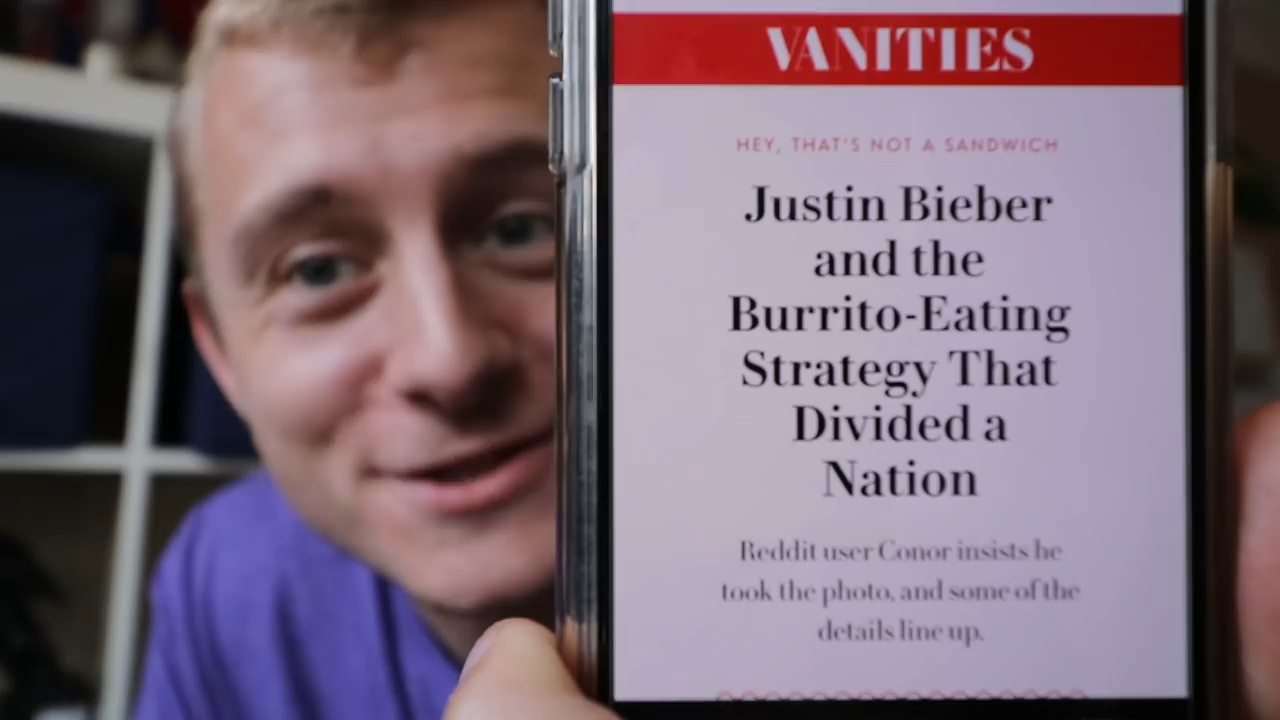 VANITIES
HEY, THAT'S NOT A SANDWICH
Justin Bieber
and the
Burrito-Eating
Strategy That
Divided a
Nation
Reddit user Conor insists he
took the photo, and some of the
details line up.